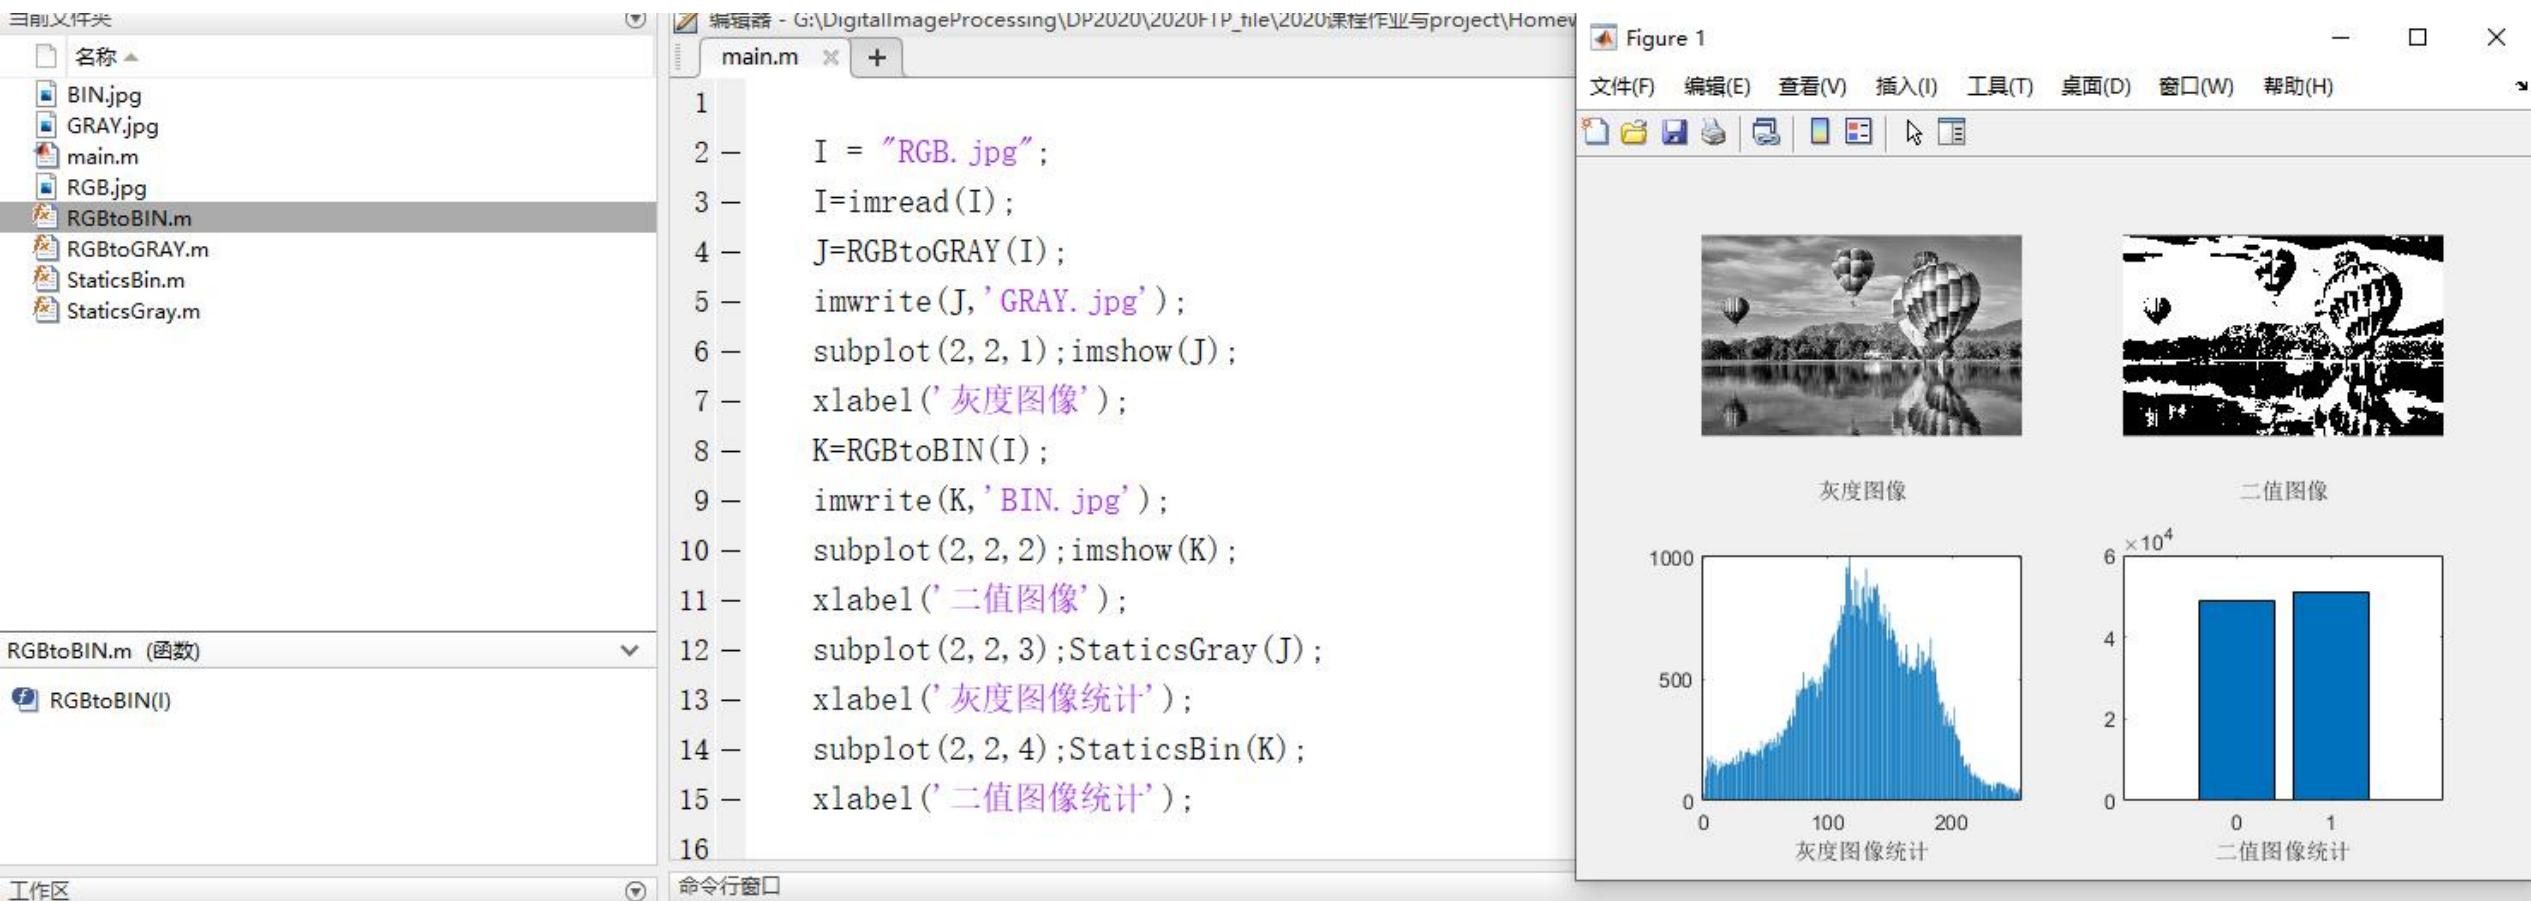 当前文件夹
名称
BIN.jpg
GRAY.jpg
main.m
RGB.jpg
RGBtoBIN.m
RGBtoGRAY.m
StaticsBin.m
StaticsGray.m
RGBtoBIN.m (函数)
RGBtoBIN(I)
工作区
编辑器 - G:\DigitalImageProcessing\DP2020\2020FTP_file\2020课程作业与project\Homew
main.m
1
2 — I = "RGB.jpg";
3 — I=imread(I);
4 — J=RGBtoGRAY(I);
5 — imwrite(J,'GRAY.jpg');
6 — subplot(2,2,1);imshow(J);
7 — xlabel('灰度图像');
8 — K=RGBtoBIN(I);
9 — imwrite(K,'BIN.jpg');
10 — subplot(2,2,2);imshow(K);
11 — xlabel('二值图像');
12 — subplot(2,2,3);StaticsGray(J);
13 — xlabel('灰度图像统计');
14 — subplot(2,2,4);StaticsBin(K);
15 — xlabel('二值图像统计');
16
命令行窗口
Figure 1
文件(F) 编辑(E) 查看(V) 插入(I) 工具(T) 桌面(D) 窗口(W) 帮助(H)
灰度图像
二值图像
1000
500
0
0 100 200
灰度图像统计
×10⁴
6
4
2
0
0 1
二值图像统计